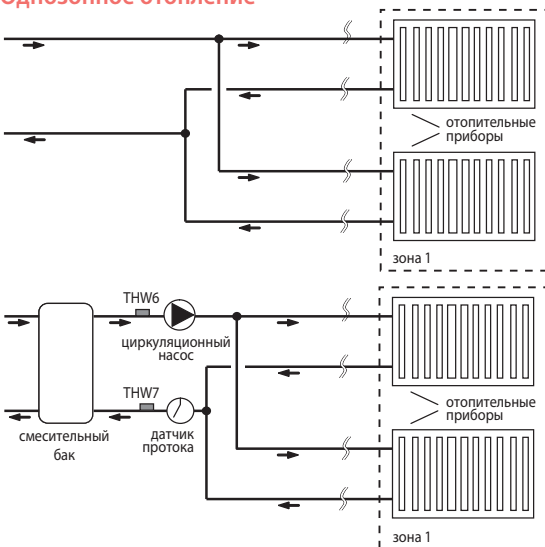 Однозонное отопление
отопительные
приборы
зона 1
THW6
циркуляционный
насос
THW7
смесительный
бак
датчик
протока
отопительные
приборы
зона 1